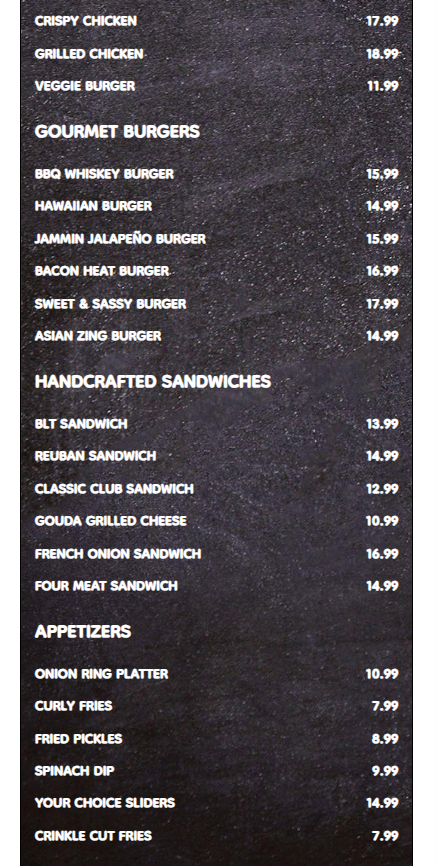 CRISPY CHICKEN 17.99
GRILLED CHICKEN 18.99
VEGGIE BURGER 11.99
GOURMET BURGERS
BBQ WHISKEY BURGER 15.99
HAWAIIAN BURGER 14.99
JAMMIN JALAPEÑO BURGER 15.99
BACON HEAT BURGER 16.99
SWEET & SASSY BURGER 17.99
ASIAN ZING BURGER 14.99
HANDCRAFTED SANDWICHES
BLT SANDWICH 13.99
REUBAN SANDWICH 14.99
CLASSIC CLUB SANDWICH 12.99
GOUDA GRILLED CHEESE 10.99
FRENCH ONION SANDWICH 16.99
FOUR MEAT SANDWICH 14.99
APPETIZERS
ONION RING PLATTER 10.99
CURLY FRIES 7.99
FRIED PICKLES 8.99
SPINACH DIP 9.99
YOUR CHOICE SLIDERS 14.99
CRINKLE CUT FRIES 7.99